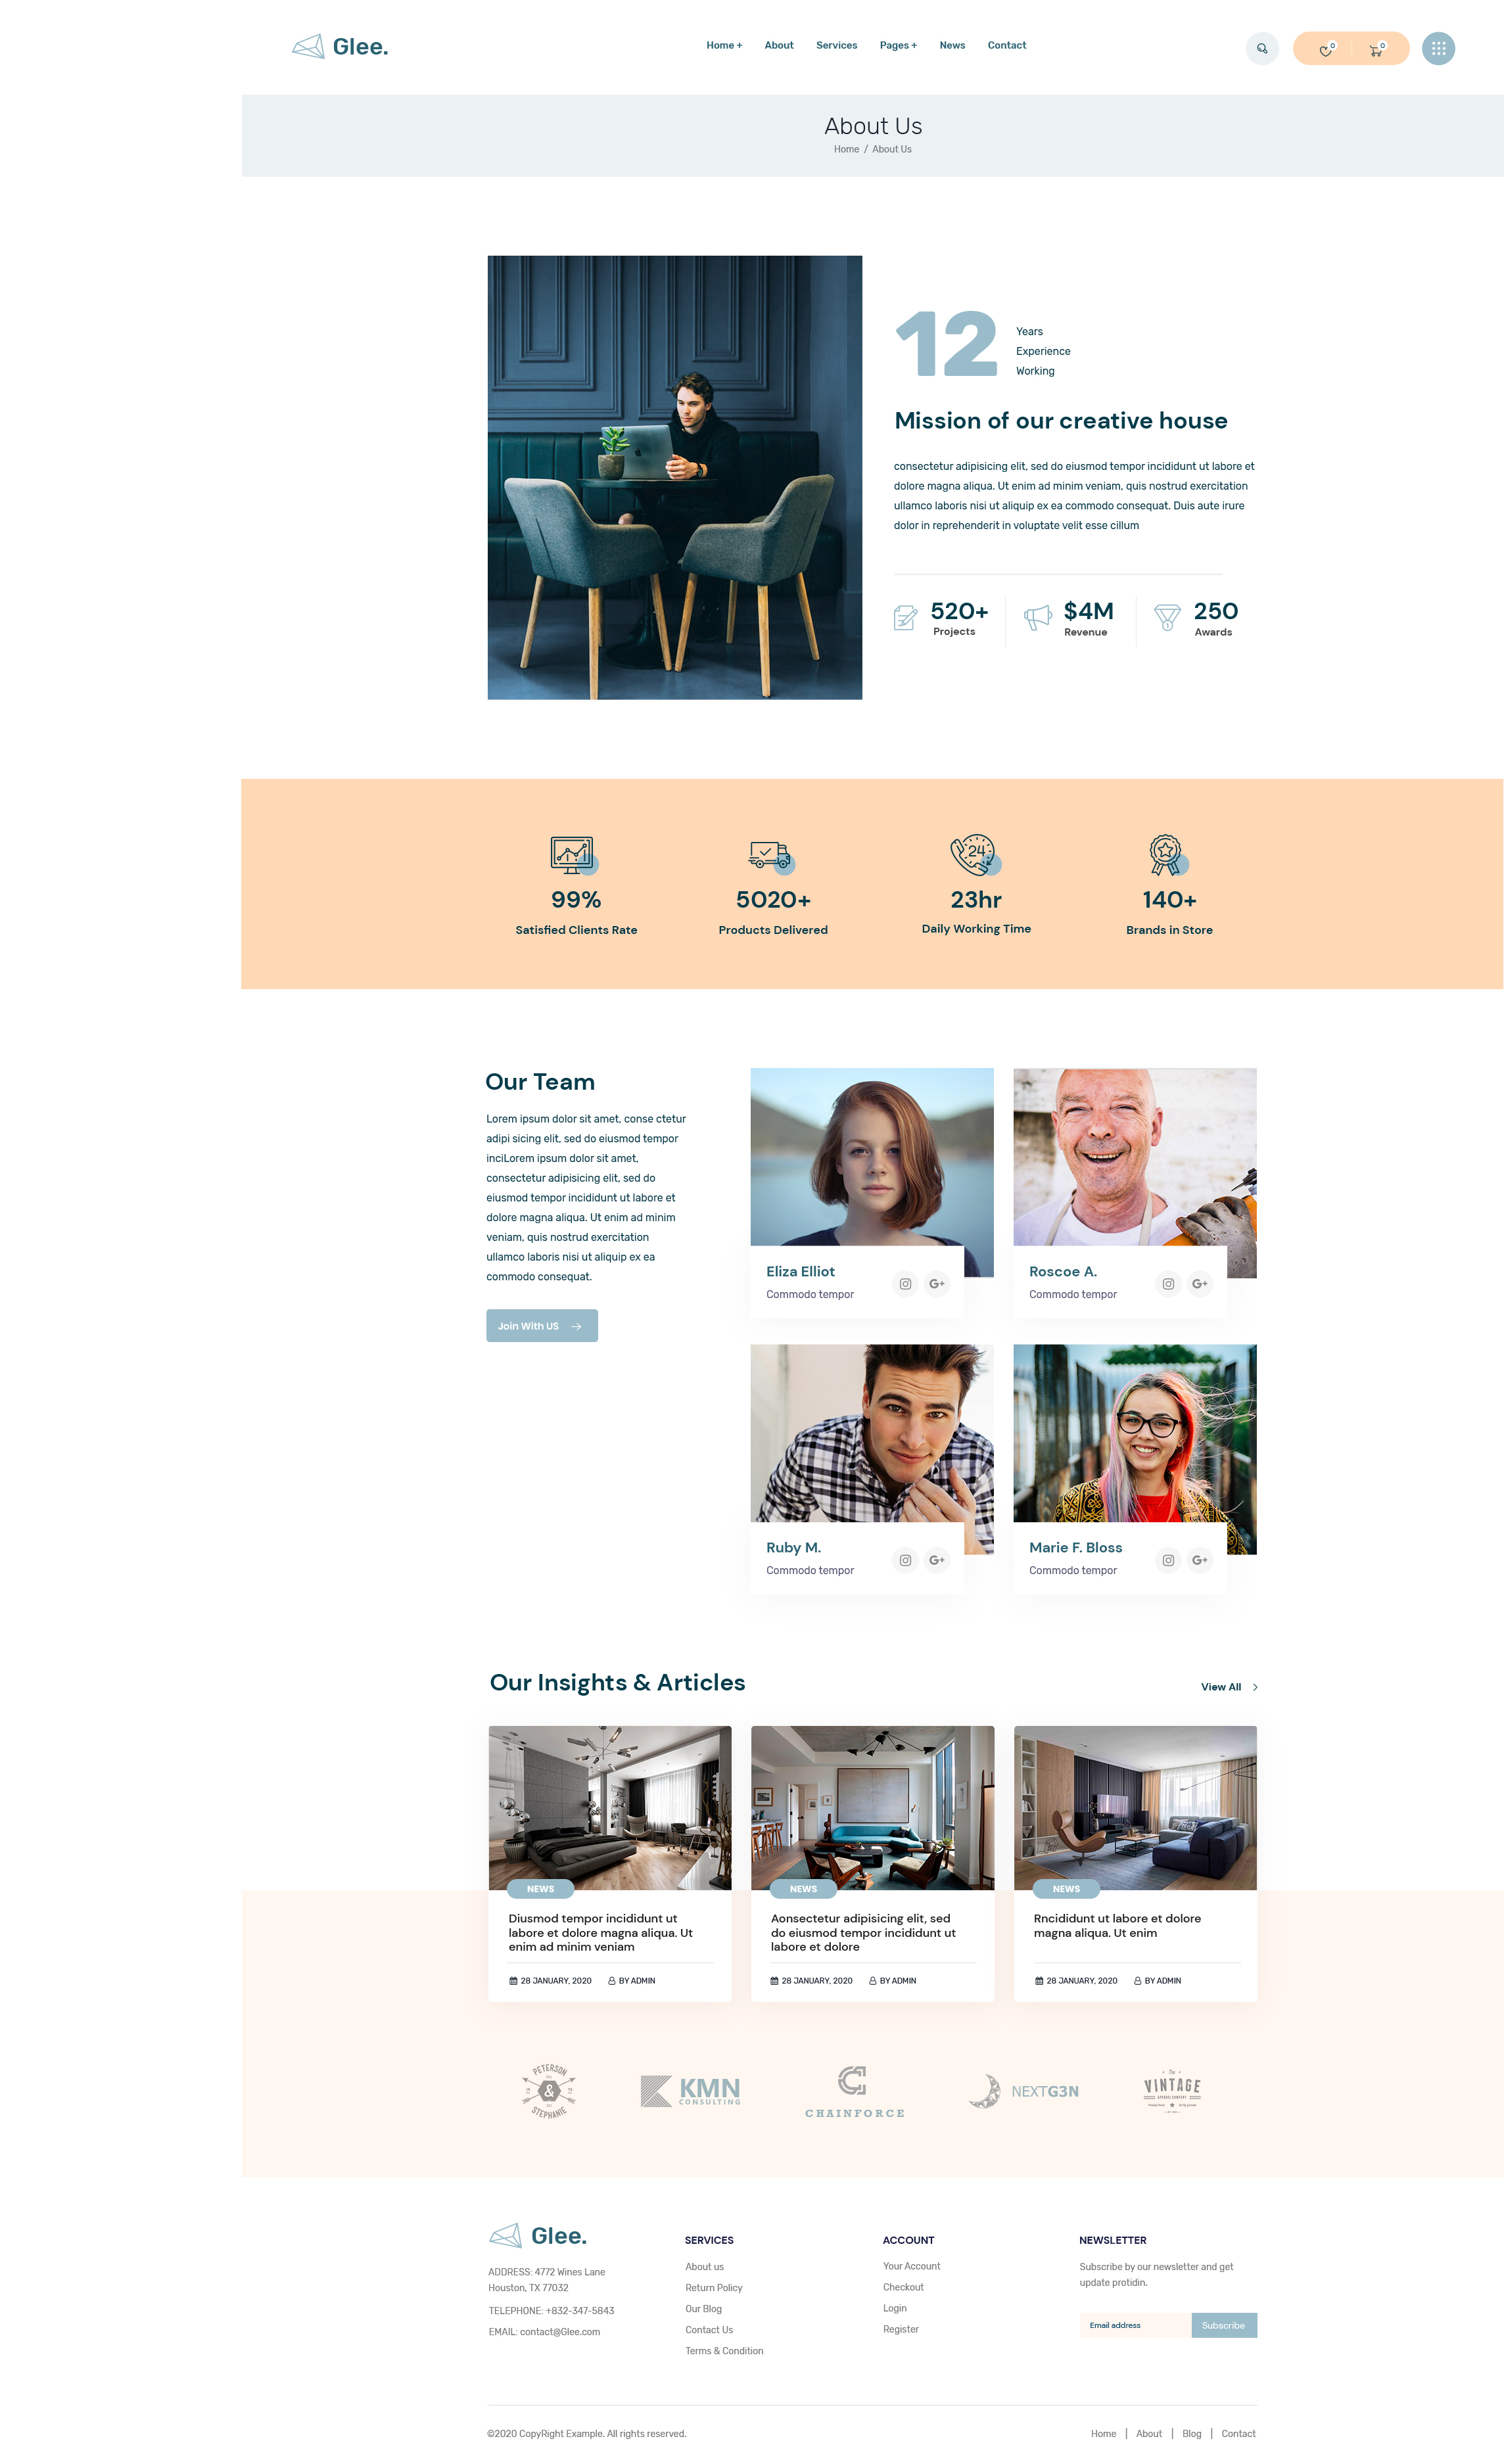 Glee.
Home + About Services Pages + News Contact
0 0
About Us
Home / About Us
12
Years
Experience
Working
Mission of our creative house
consectetur adipisicing elit, sed do eiusmod tempor incididunt ut labore et
dolore magna aliqua. Ut enim ad minim veniam, quis nostrud exercitation
ullamco laboris nisi ut aliquip ex ea commodo consequat. Duis aute irure
dolor in reprehenderit in voluptate velit esse cillum
520+
Projects
$4M
Revenue
250
Awards
24
99%
Satisfied Clients Rate
5020+
Products Delivered
23hr
Daily Working Time
140+
Brands in Store
Our Team
Lorem ipsum dolor sit amet, conse ctetur
adipi sicing elit, sed do eiusmod tempor
inciLorem ipsum dolor sit amet,
consectetur adipisicing elit, sed do
eiusmod tempor incididunt ut labore et
dolore magna aliqua. Ut enim ad minim
veniam, quis nostrud exercitation
ullamco laboris nisi ut aliquip ex ea
commodo consequat.
Join With US
Eliza Elliot
Commodo tempor
G+
Roscoe A.
Commodo tempor
G+
Ruby M.
Commodo tempor
G+
Marie F. Bloss
Commodo tempor
G+
Our Insights & Articles
View All
NEWS
Diusmod tempor incididunt ut
labore et dolore magna aliqua. Ut
enim ad minim veniam
28 JANUARY, 2020 BY ADMIN
NEWS
Aonsectetur adipisicing elit, sed
do eiusmod tempor incididunt ut
labore et dolore
28 JANUARY, 2020 BY ADMIN
NEWS
Rncididunt ut labore et dolore
magna aliqua. Ut enim
28 JANUARY, 2020 BY ADMIN
PETERSON
&
STEPHANIE
KMN
CONSULTING
CHAINFORCE
NEXTG3N
The
VINTAGE
Glee.
ADDRESS: 4772 Wines Lane
Houston, TX 77032
TELEPHONE: +832-347-5843
EMAIL: contact@Glee.com
SERVICES
About us
Return Policy
Our Blog
Contact Us
Terms & Condition
ACCOUNT
Your Account
Checkout
Login
Register
NEWSLETTER
Subscribe by our newsletter and get
update protidin.
Email address Subscribe
©2020 CopyRight Example. All rights reserved.
Home | About | Blog | Contact